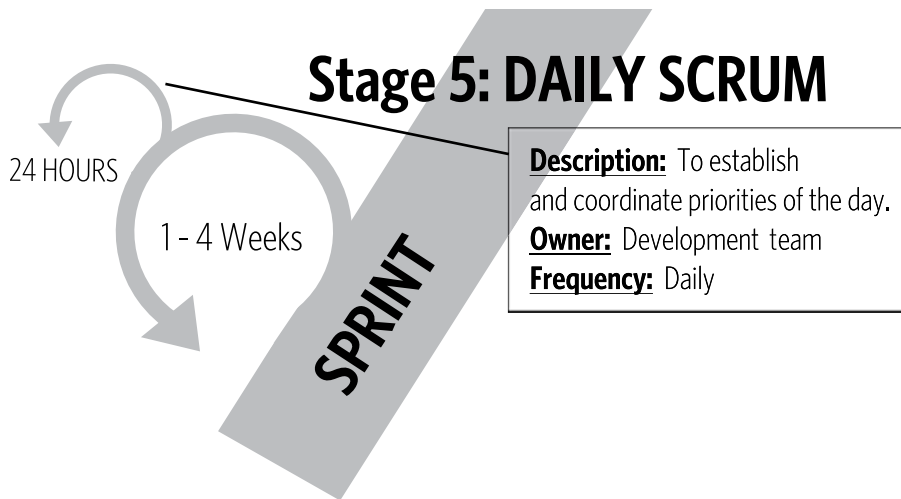 Stage 5: DAILY SCRUM
24 HOURS
1 - 4 Weeks
SPRINT
Description: To establish
and coordinate priorities of the day.
Owner: Development team
Frequency: Daily